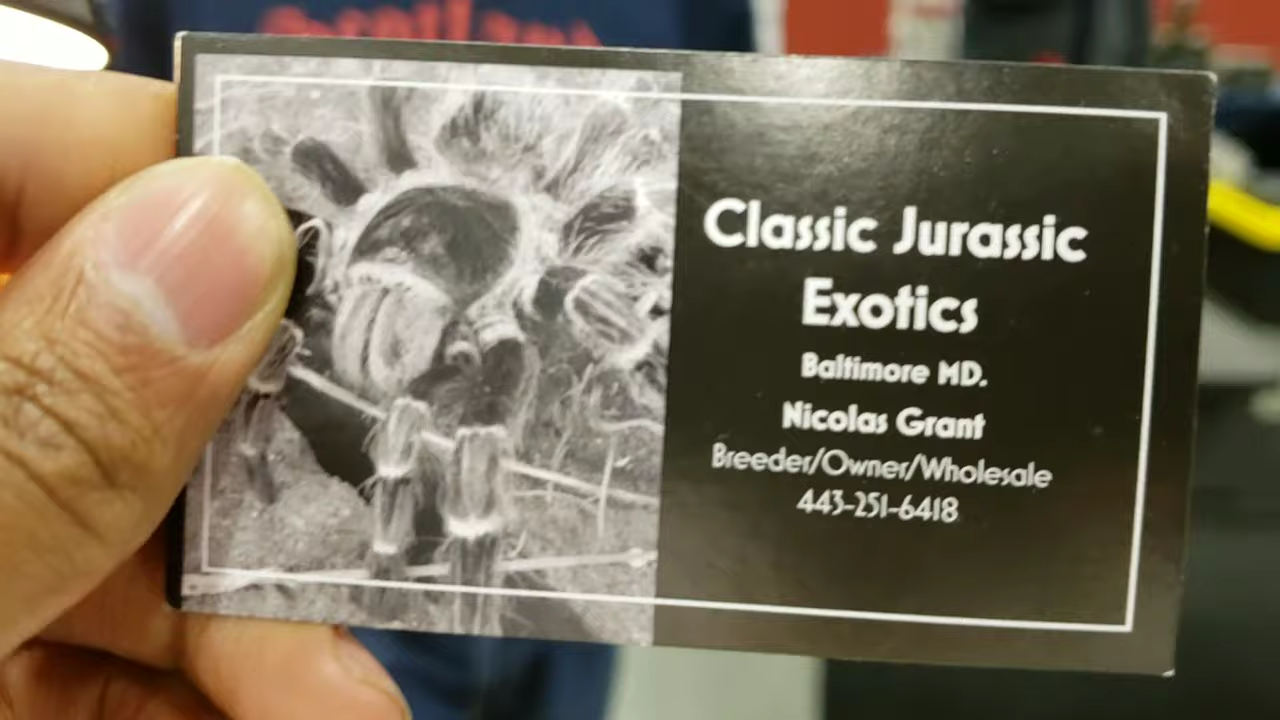 Classic Jurassic
Exotics
Baltimore MD.
Nicolas Grant
Breeder/Owner/Wholesale
443-251-6418